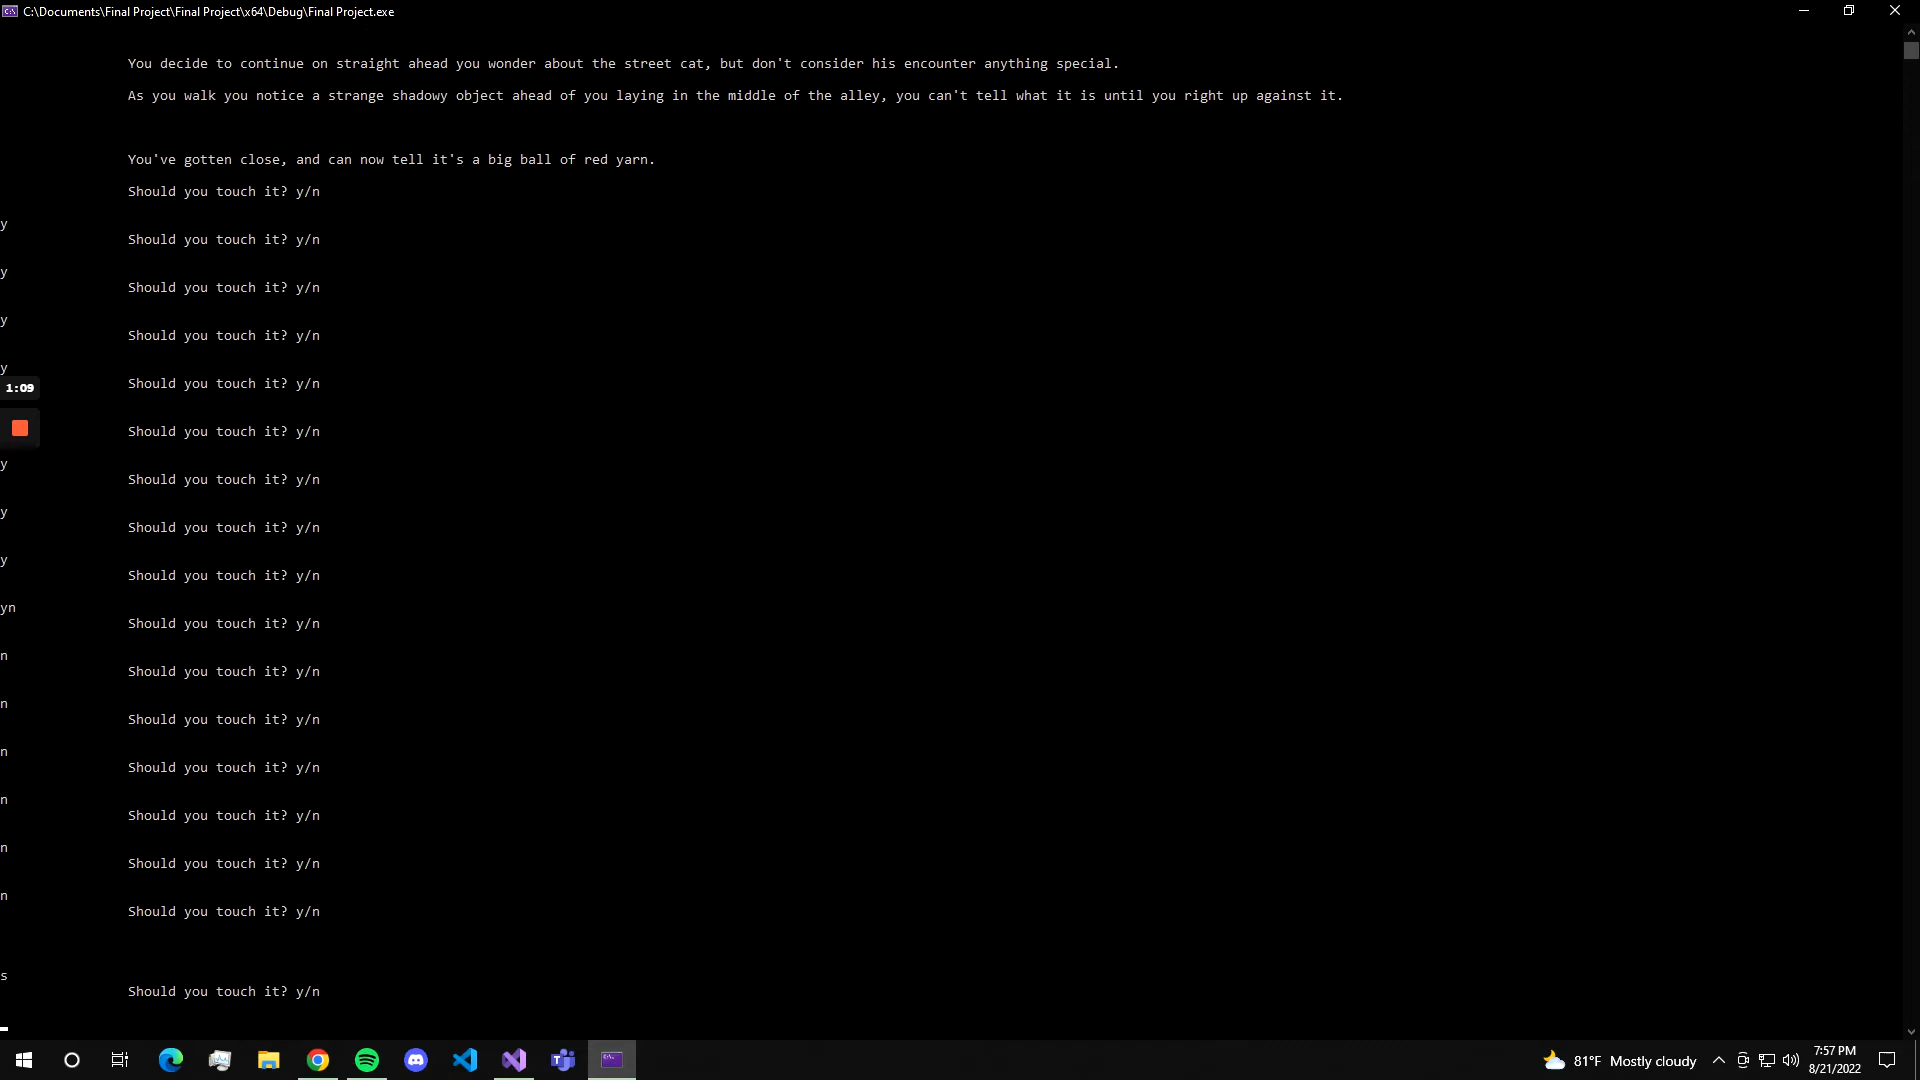 C:\Documents\Final Project\Final Project\x64\Debug\Final Project.exe
You decide to continue on straight ahead you wonder about the street cat, but don't consider his encounter anything special.
As you walk you notice a strange shadowy object ahead of you laying in the middle of the alley, you can't tell what it is until you right up against it.
You've gotten close, and can now tell it's a big ball of red yarn.
Should you touch it? y/n
y
Should you touch it? y/n
y
Should you touch it? y/n
y
Should you touch it? y/n
y
Should you touch it? y/n
1:09
Should you touch it? y/n
y
Should you touch it? y/n
y
Should you touch it? y/n
y
Should you touch it? y/n
yn
Should you touch it? y/n
n
Should you touch it? y/n
n
Should you touch it? y/n
n
Should you touch it? y/n
n
Should you touch it? y/n
n
Should you touch it? y/n
n
Should you touch it? y/n
s
Should you touch it? y/n
81°F Mostly cloudy
7:57 PM
8/21/2022